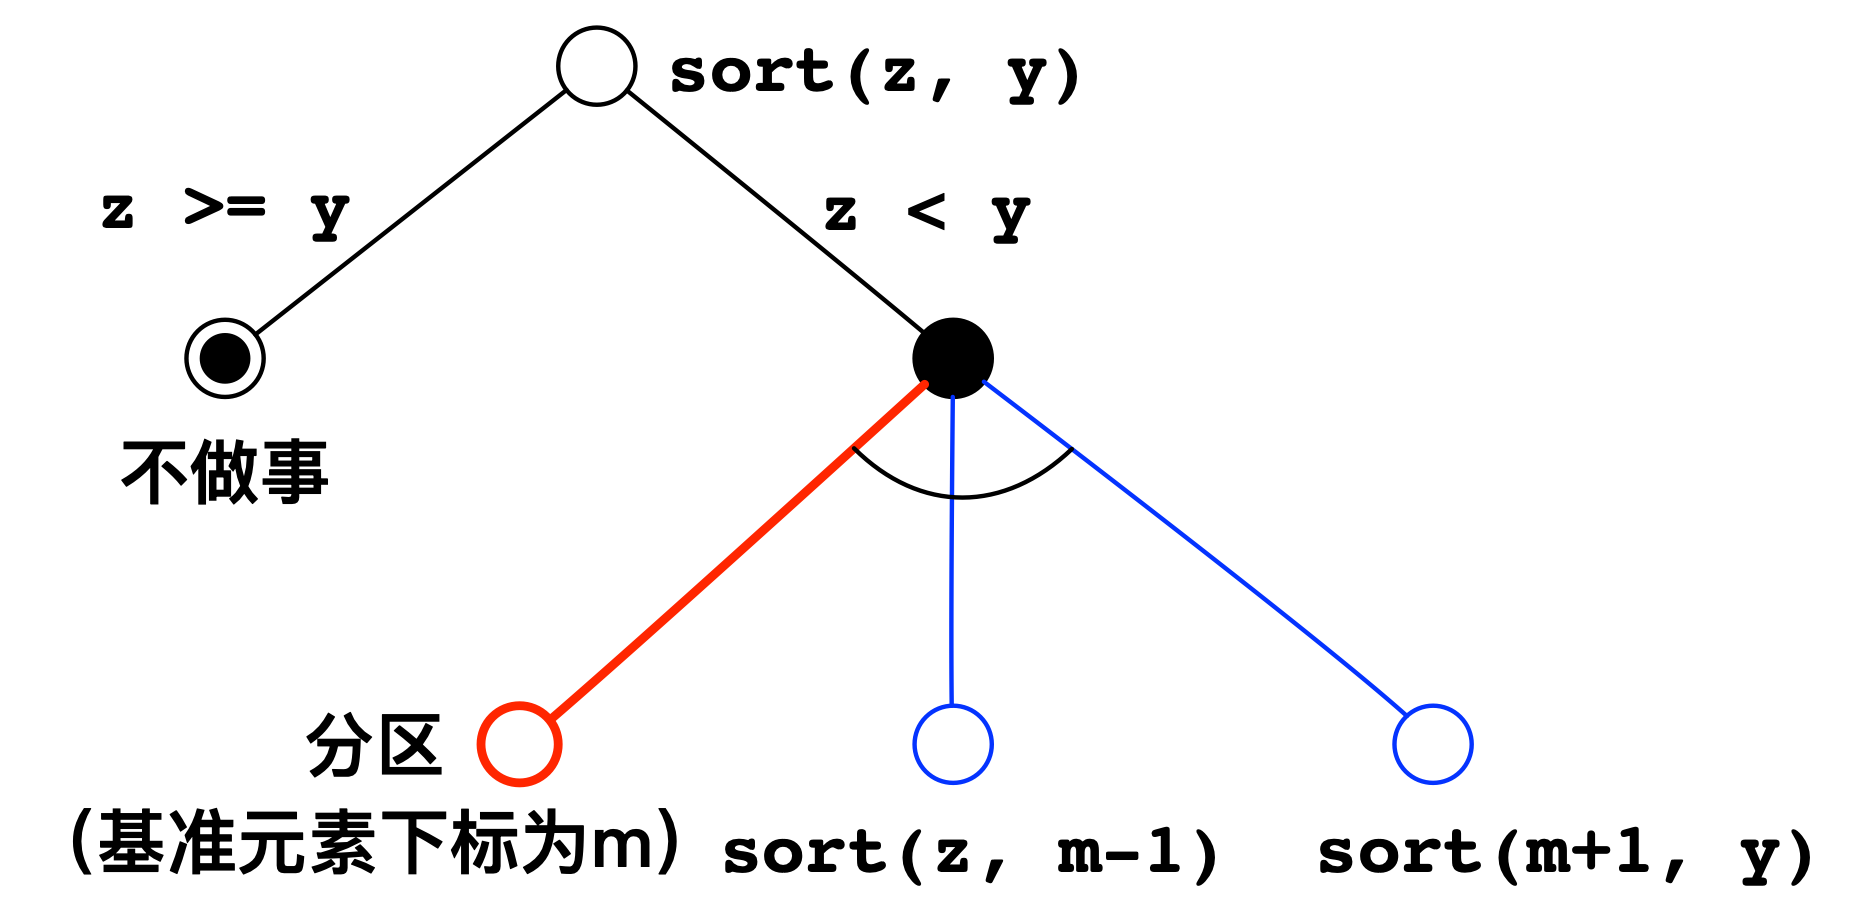 sort(z, y)
z >= y
z < y
不做事
分区
（基准元素下标为m）
sort(z, m-1)
sort(m+1, y)